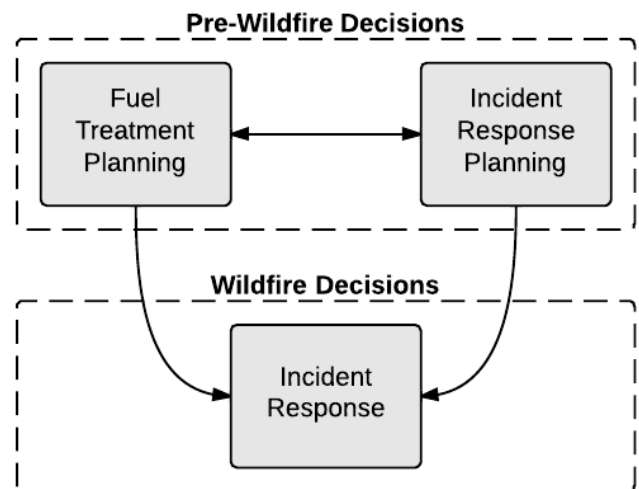 Pre-Wildfire Decisions
Fuel
Treatment
Planning
Incident
Response
Planning
Wildfire Decisions
Incident
Response